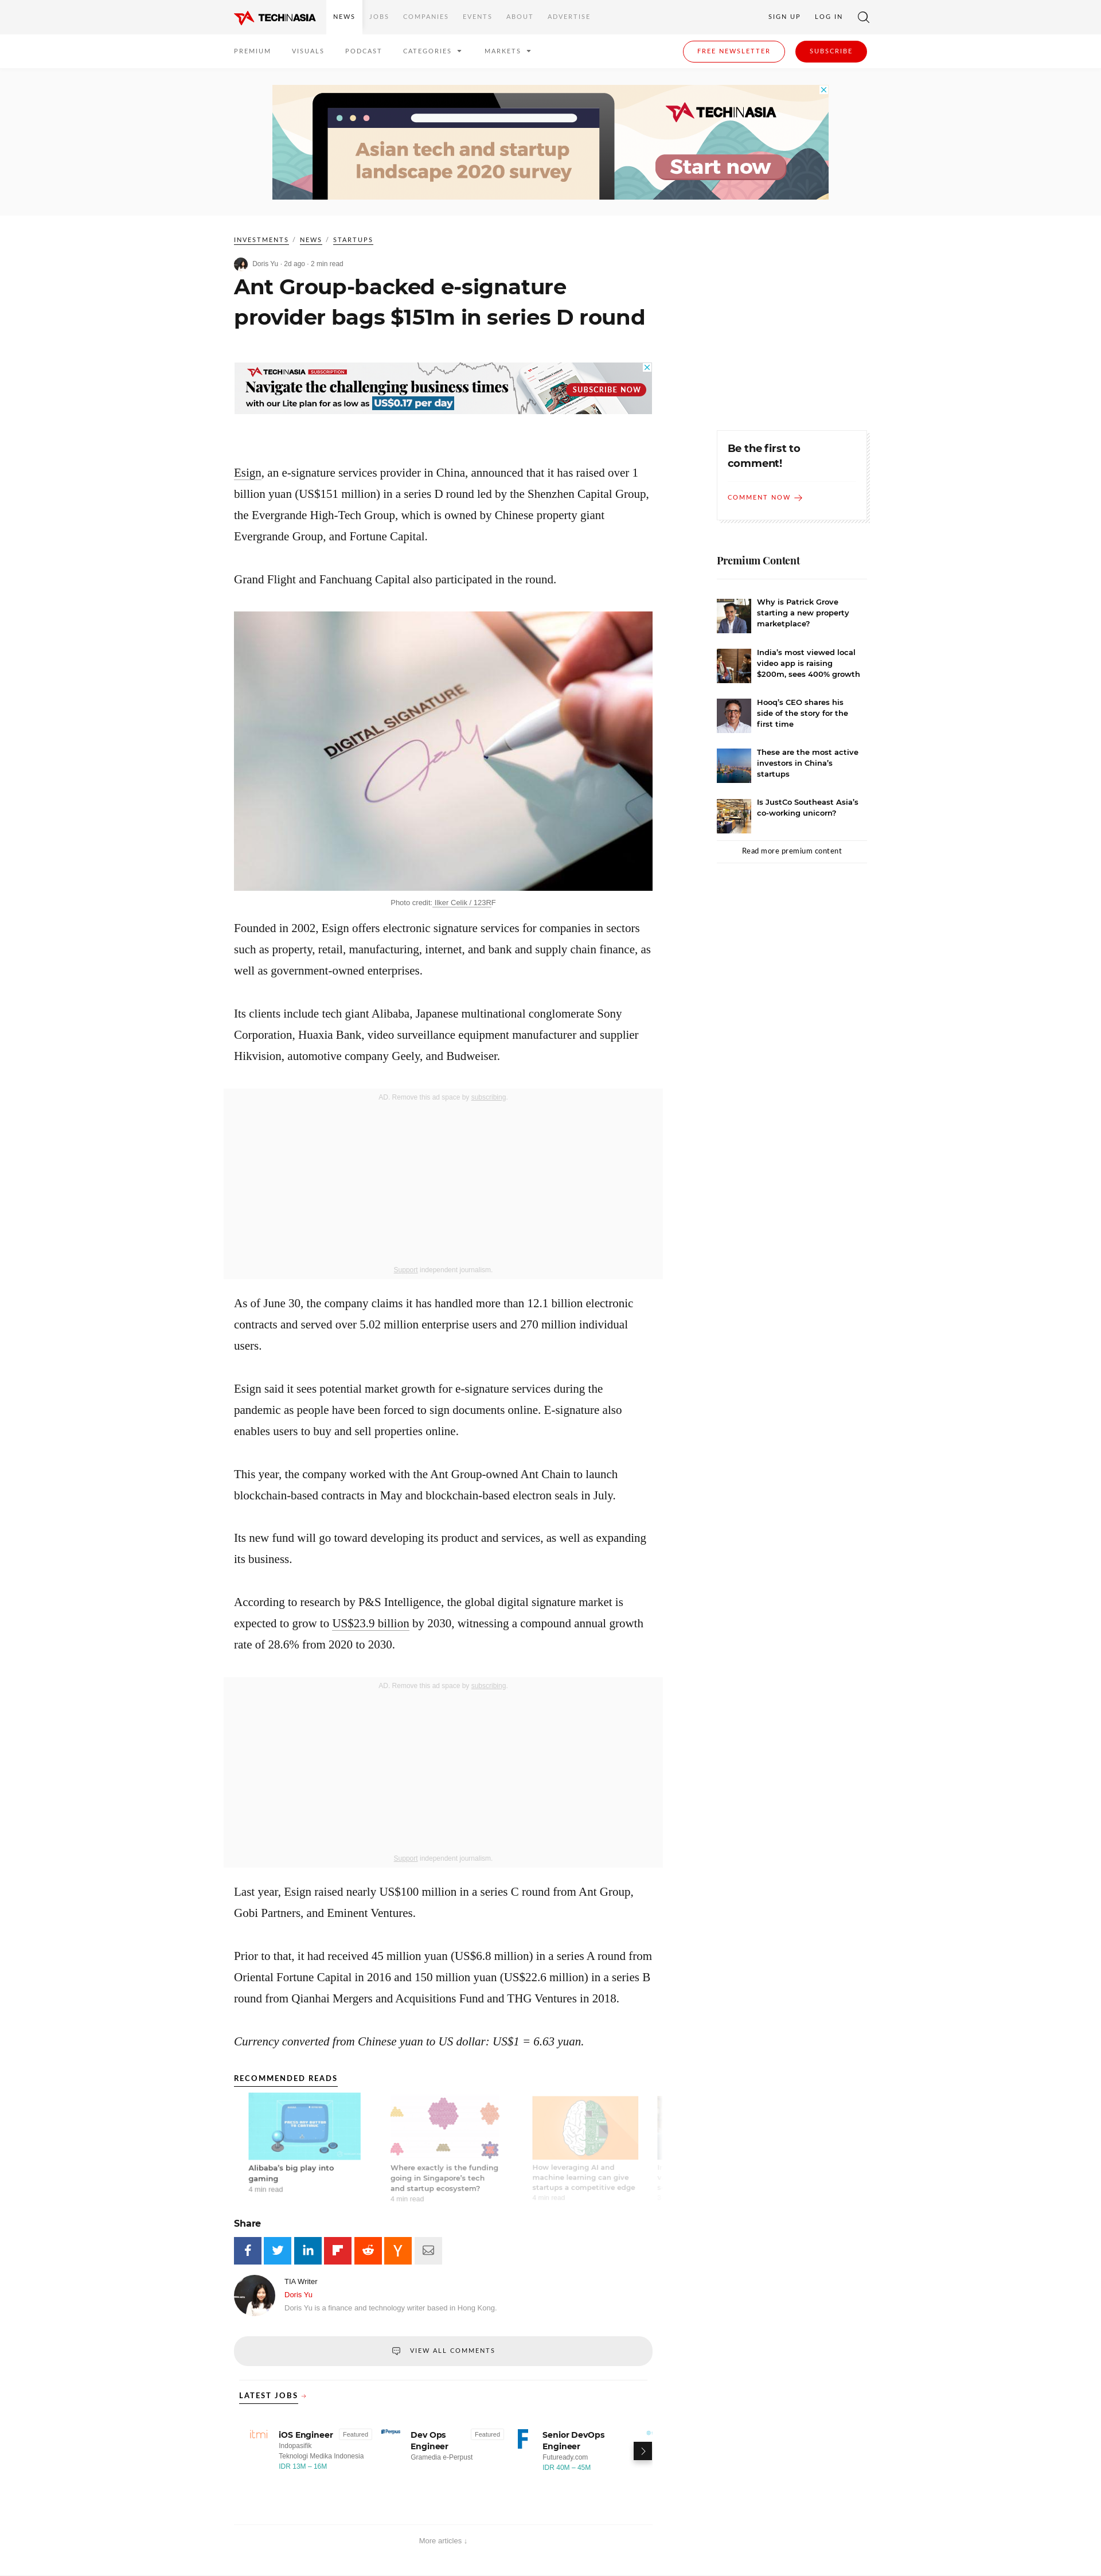 TECHINASIA
NEWS
JOBS
COMPANIES
EVENTS
ABOUT
ADVERTISE
SIGN UP
LOG IN
PREMIUM
VISUALS
PODCAST
CATEGORIES
MARKETS
FREE NEWSLETTER
SUBSCRIBE
Asian tech and startup
landscape 2020 survey
TECHINASIA
Start now
INVESTMENTS / NEWS / STARTUPS
Doris Yu · 2d ago · 2 min read
Ant Group-backed e-signature
provider bags $151m in series D round
TECHINASIA SUBSCRIPTION
Navigate the challenging business times
with our Lite plan for as low as US$0.17 per day
SUBSCRIBE NOW
Esign, an e-signature services provider in China, announced that it has raised over 1
billion yuan (US$151 million) in a series D round led by the Shenzhen Capital Group,
the Evergrande High-Tech Group, which is owned by Chinese property giant
Evergrande Group, and Fortune Capital.
Grand Flight and Fanchuang Capital also participated in the round.
DIGITAL SIGNATURE
Photo credit: Ilker Celik / 123RF
Founded in 2002, Esign offers electronic signature services for companies in sectors
such as property, retail, manufacturing, internet, and bank and supply chain finance, as
well as government-owned enterprises.
Its clients include tech giant Alibaba, Japanese multinational conglomerate Sony
Corporation, Huaxia Bank, video surveillance equipment manufacturer and supplier
Hikvision, automotive company Geely, and Budweiser.
AD. Remove this ad space by subscribing.
Support independent journalism.
As of June 30, the company claims it has handled more than 12.1 billion electronic
contracts and served over 5.02 million enterprise users and 270 million individual
users.
Esign said it sees potential market growth for e-signature services during the
pandemic as people have been forced to sign documents online. E-signature also
enables users to buy and sell properties online.
This year, the company worked with the Ant Group-owned Ant Chain to launch
blockchain-based contracts in May and blockchain-based electron seals in July.
Its new fund will go toward developing its product and services, as well as expanding
its business.
According to research by P&S Intelligence, the global digital signature market is
expected to grow to US$23.9 billion by 2030, witnessing a compound annual growth
rate of 28.6% from 2020 to 2030.
AD. Remove this ad space by subscribing.
Support independent journalism.
Last year, Esign raised nearly US$100 million in a series C round from Ant Group,
Gobi Partners, and Eminent Ventures.
Prior to that, it had received 45 million yuan (US$6.8 million) in a series A round from
Oriental Fortune Capital in 2016 and 150 million yuan (US$22.6 million) in a series B
round from Qianhai Mergers and Acquisitions Fund and THG Ventures in 2018.
Currency converted from Chinese yuan to US dollar: US$1 = 6.63 yuan.
Be the first to
comment!
COMMENT NOW
Premium Content
Why is Patrick Grove
starting a new property
marketplace?
India's most viewed local
video app is raising
$200m, sees 400% growth
Hooq's CEO shares his
side of the story for the
first time
These are the most active
investors in China's
startups
Is JustCo Southeast Asia's
co-working unicorn?
Read more premium content
RECOMMENDED READS
Alibaba's big play into
gaming
4 min read
Where exactly is the funding
going in Singapore's tech
and startup ecosystem?
4 min read
How leveraging AI and
machine learning can give
startups a competitive edge
4 min read
Share
TIA Writer
Doris Yu
Doris Yu is a finance and technology writer based in Hong Kong.
VIEW ALL COMMENTS
LATEST JOBS
itmi
iOS Engineer
Featured
Indopasifik
Teknologi Medika Indonesia
IDR 13M – 16M
Perpus
Dev Ops
Engineer
Featured
Gramedia e-Perpust
Senior DevOps
Engineer
Futuready.com
IDR 40M – 45M
More articles ↓